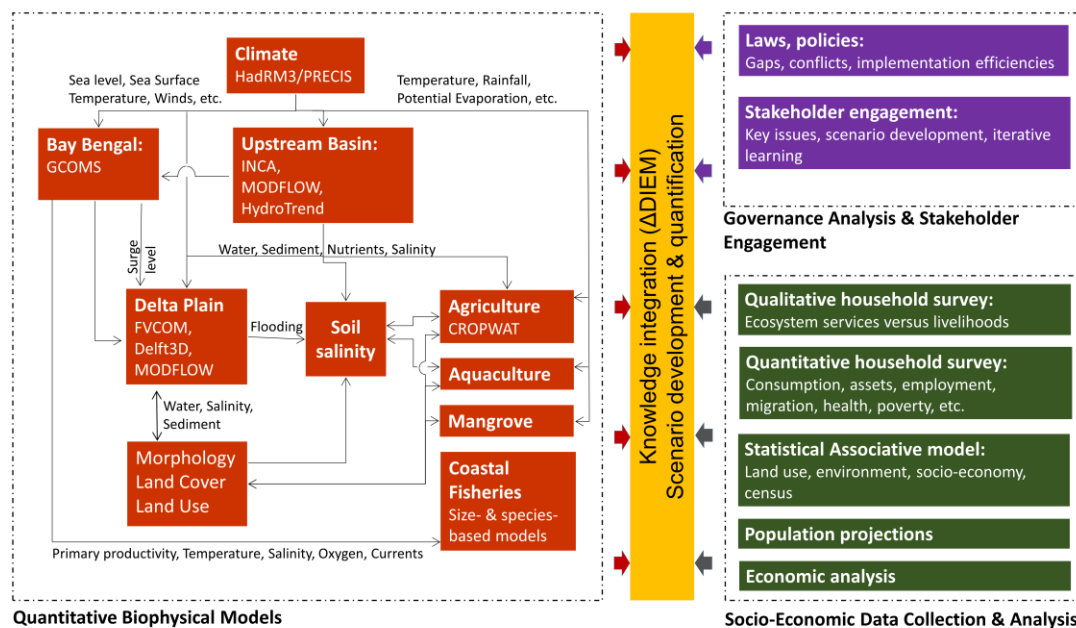 Climate
HadRM3/PRECIS
Sea level, Sea Surface
Temperature, Winds, etc.
Temperature, Rainfall,
Potential Evaporation, etc.
Bay Bengal:
GCOMS
Upstream Basin:
INCA,
MODFLOW,
HydroTrend
Surge
level
Water, Sediment, Nutrients, Salinity
Delta Plain
FVCOM,
Delft3D,
MODFLOW
Flooding
Soil
salinity
Agriculture
CROPWAT
Aquaculture
Mangrove
Water, Salinity,
Sediment
Morphology
Land Cover
Land Use
Coastal
Fisheries
Size- & species-
based models
Primary productivity, Temperature, Salinity, Oxygen, Currents
Quantitative Biophysical Models
Knowledge integration (ΔDIEM)
Scenario development & quantification
Laws, policies:
Gaps, conflicts, implementation efficiencies
Stakeholder engagement:
Key issues, scenario development, iterative
learning
Governance Analysis & Stakeholder
Engagement
Qualitative household survey:
Ecosystem services versus livelihoods
Quantitative household survey:
Consumption, assets, employment,
migration, health, poverty, etc.
Statistical Associative model:
Land use, environment, socio-economy,
census
Population projections
Economic analysis
Socio-Economic Data Collection & Analysis